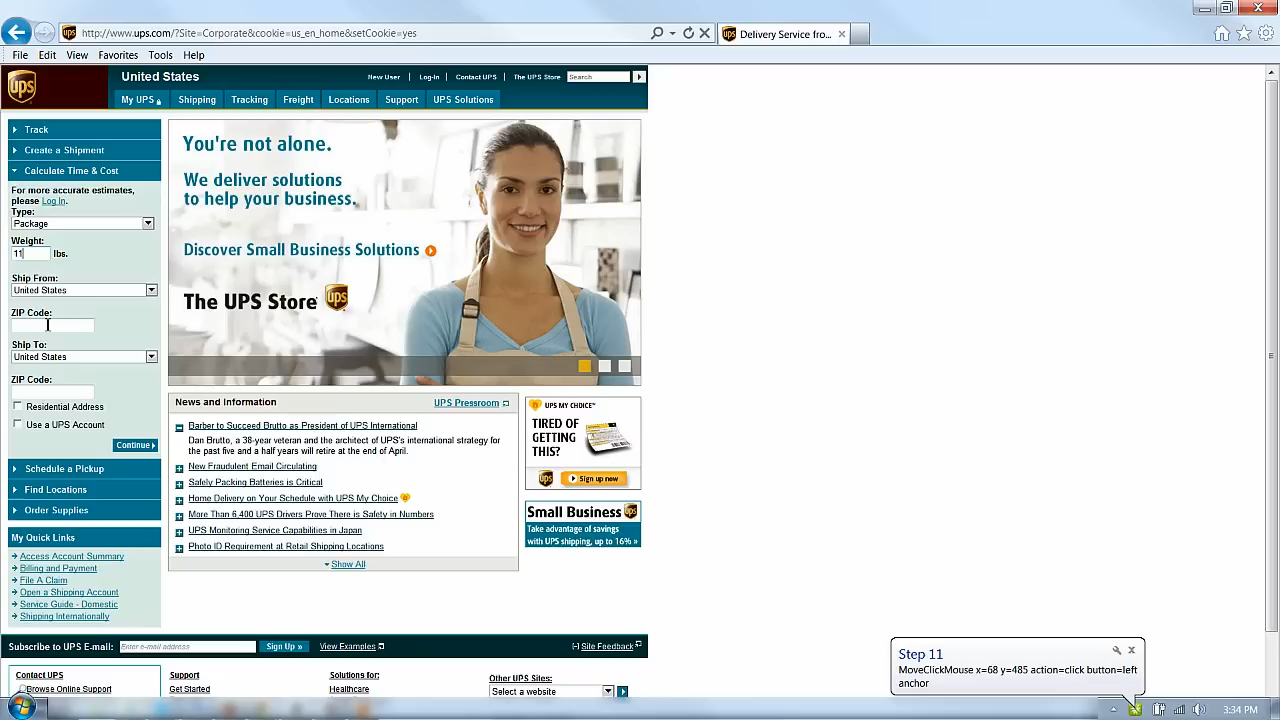 http://www.ups.com/?Site=Corporate&cookie=us_en_home&setCookie=yes
Delivery Service fro...
File Edit View Favorites Tools Help
ups
United States
New User | Log-In | Contact UPS | The UPS Store
Search
My UPS
Shipping
Tracking
Freight
Locations
Support
UPS Solutions
Track
Create a Shipment
Calculate Time & Cost
For more accurate estimates,
please Log In.
Type:
Package
Weight:
11 lbs.
Ship From:
United States
ZIP Code:
Ship To:
United States
ZIP Code:
Residential Address
Use a UPS Account
Continue
Schedule a Pickup
Find Locations
Order Supplies
My Quick Links
Access Account Summary
Billing and Payment
File A Claim
Open a Shipping Account
Service Guide - Domestic
Shipping Internationally
You're not alone.
We deliver solutions
to help your business.
Discover Small Business Solutions
The UPS Store
ups
News and Information
UPS Pressroom
Barber to Succeed Brutto as President of UPS International
Dan Brutto, a 38-year veteran and the architect of UPS's international strategy for
the past five and a half years will retire at the end of April.
New Fraudulent Email Circulating
Safely Packing Batteries is Critical
Home Delivery on Your Schedule with UPS My Choice
More Than 6,400 UPS Drivers Prove There is Safety in Numbers
UPS Monitoring Service Capabilities in Japan
Photo ID Requirement at Retail Shipping Locations
Show All
UPS MY CHOICE™
TIRED OF
GETTING
THIS?
Sign up now
Small Business
Take advantage of savings
with UPS shipping, up to 16% »
Subscribe to UPS E-mail:
Enter e-mail address
Sign Up »
View Examples
[-] Site Feedback
Contact UPS
Browse Online Support
Support
Get Started
Solutions for:
Healthcare
Other UPS Sites:
Select a website
Step 11
MoveClickMouse x=68 y=485 action=click button=left
anchor
3:34 PM